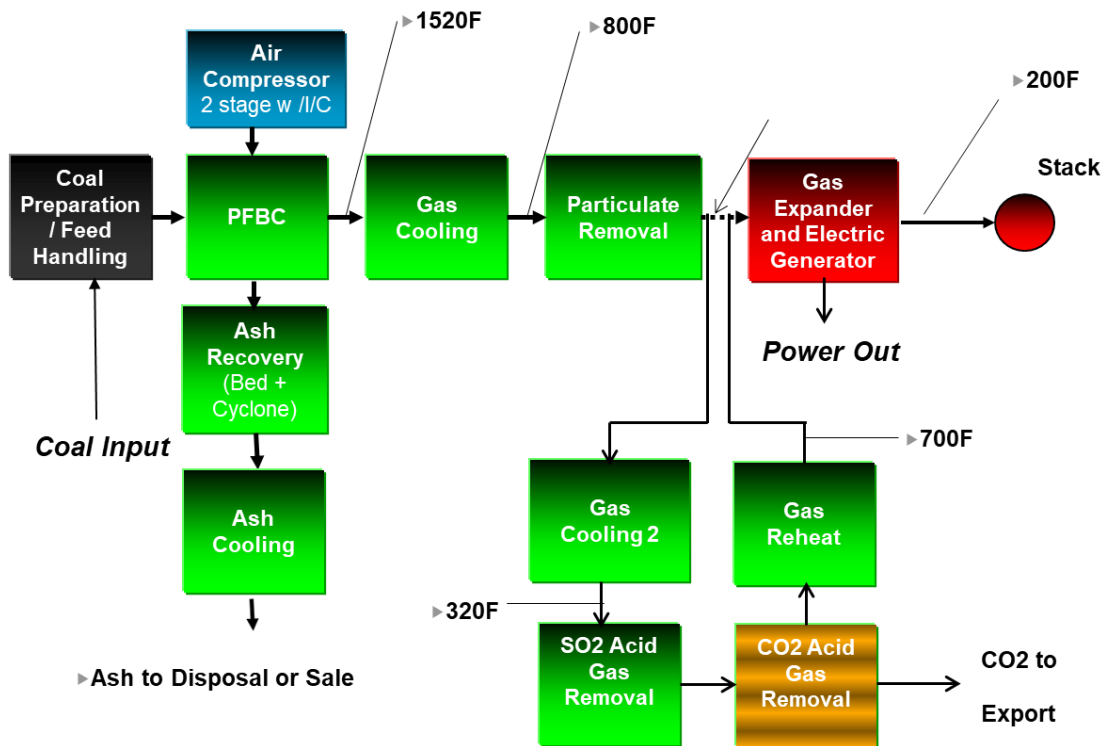 1520F
800F
200F
Air
Compressor
2 stage w /I/C
Stack
Coal
Preparation
/ Feed
Handling
PFBC
Gas
Cooling
Particulate
Removal
Gas
Expander
and Electric
Generator
Ash
Recovery
(Bed +
Cyclone)
Power Out
Coal Input
700F
Ash
Cooling
Gas
Cooling 2
Gas
Reheat
320F
SO2 Acid
Gas
Removal
CO2 Acid
Gas
Removal
CO2 to
Export
Ash to Disposal or Sale